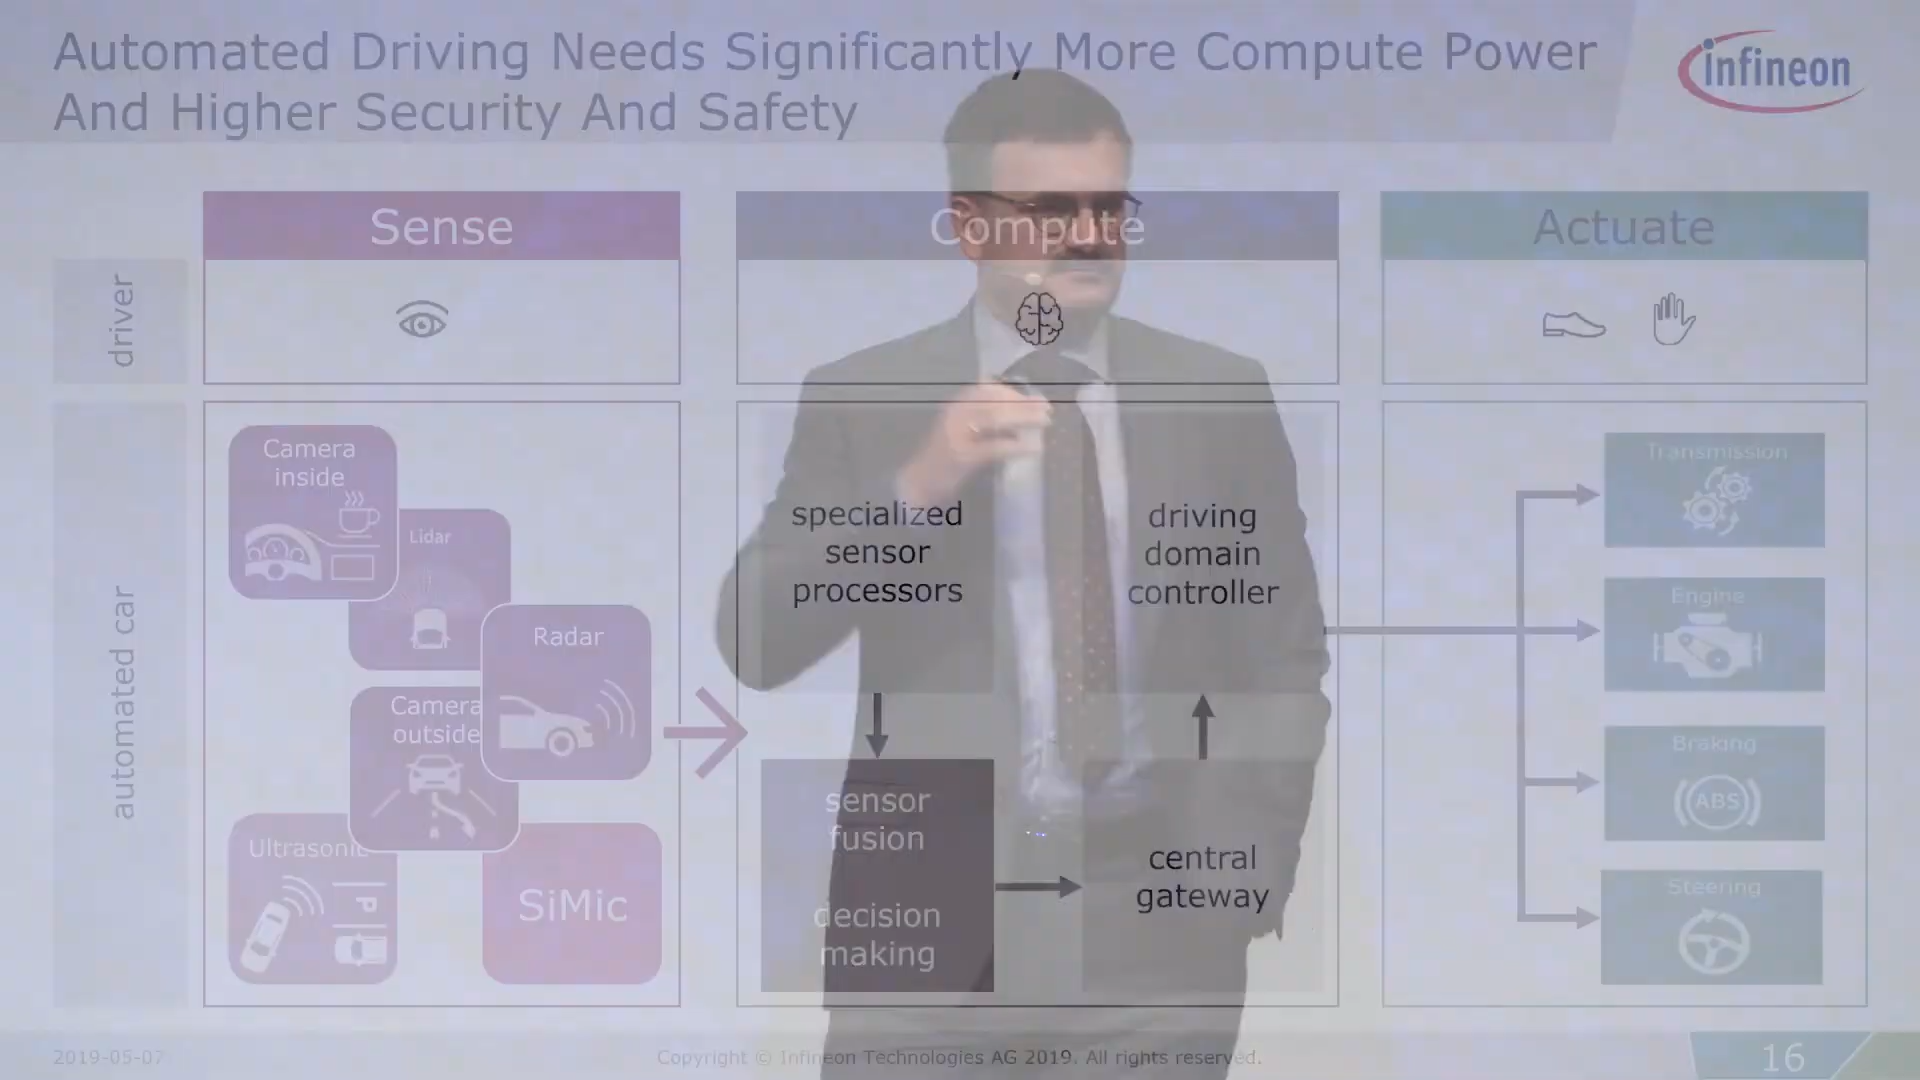 Automated Driving Needs Significantly More Compute Power
And Higher Security And Safety
infineon
Sense
Compute
Actuate
driver
automated car
Camera
inside
Lidar
Radar
Camera
outside
Ultrasonic
P
SiMic
specialized
sensor
processors
driving
domain
controller
sensor
fusion
decision
making
central
gateway
Transmission
Engine
Braking
ABS
Steering
2019-05-07
Copyright © Infineon Technologies AG 2019. All rights reserved.
16